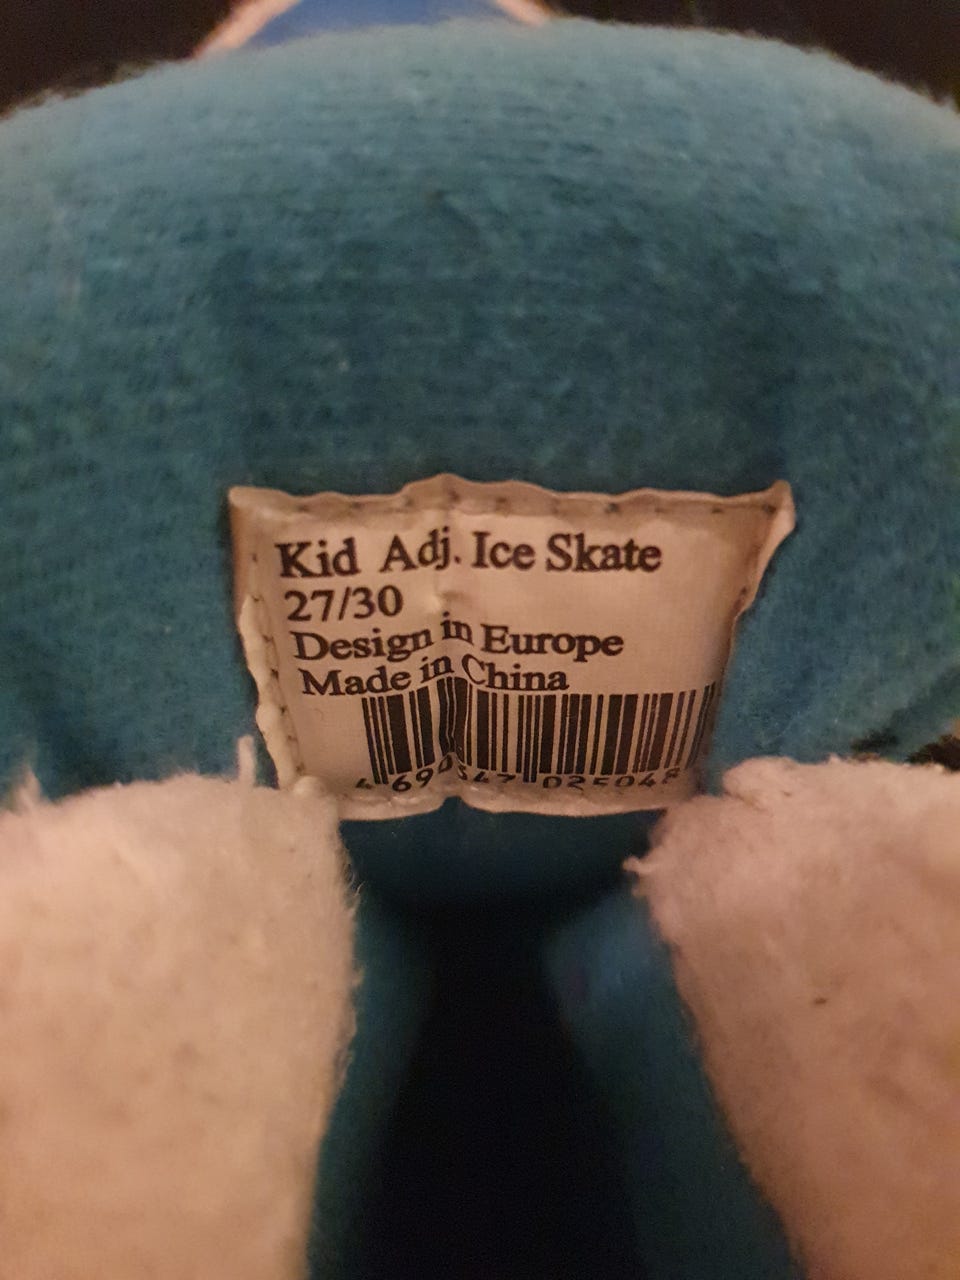 Kid Adj. Ice Skate
27/30
Design in Europe
Made in China